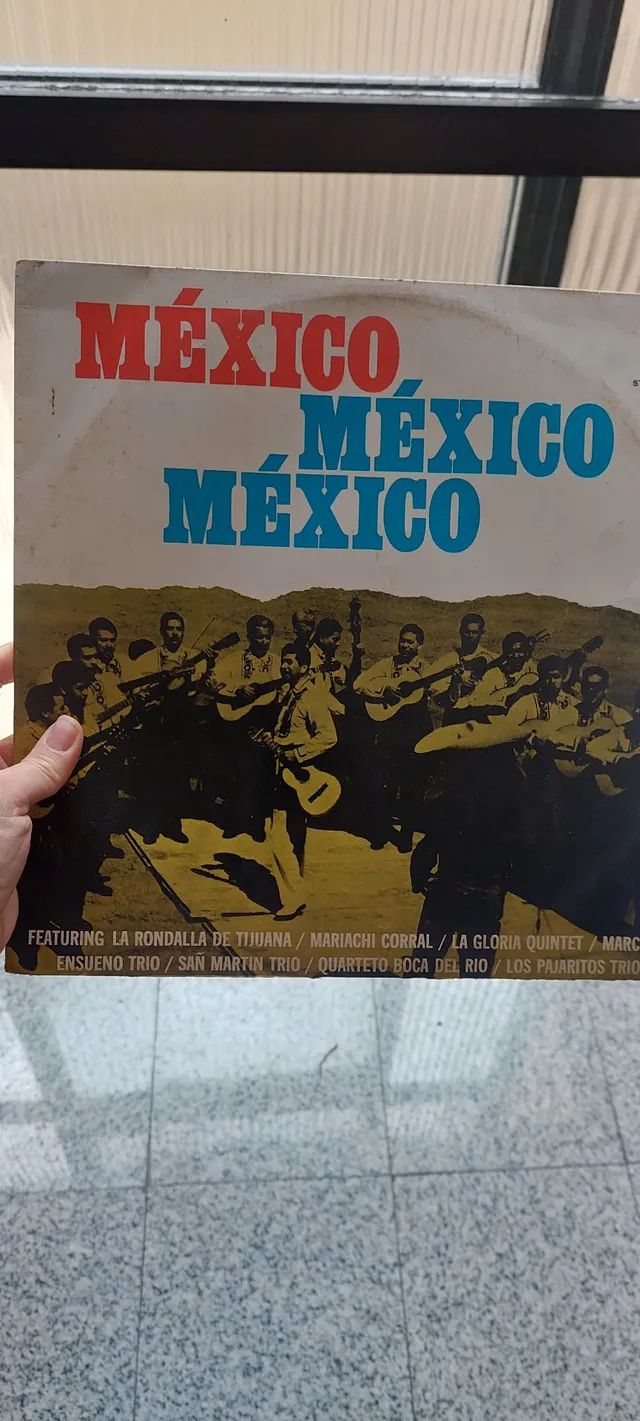 MÉXICO
MÉXICO
MÉXICO
FEATURING LA RONDALLA DE TIJUANA / MARIACHI CORRAL / LA GLORIA QUINTET / MARC
ENSUENO TRIO / SAÑ MARTIN TRIO / QUARTETO BOCA DEL RIO / LOS PAJARITOS TRIO